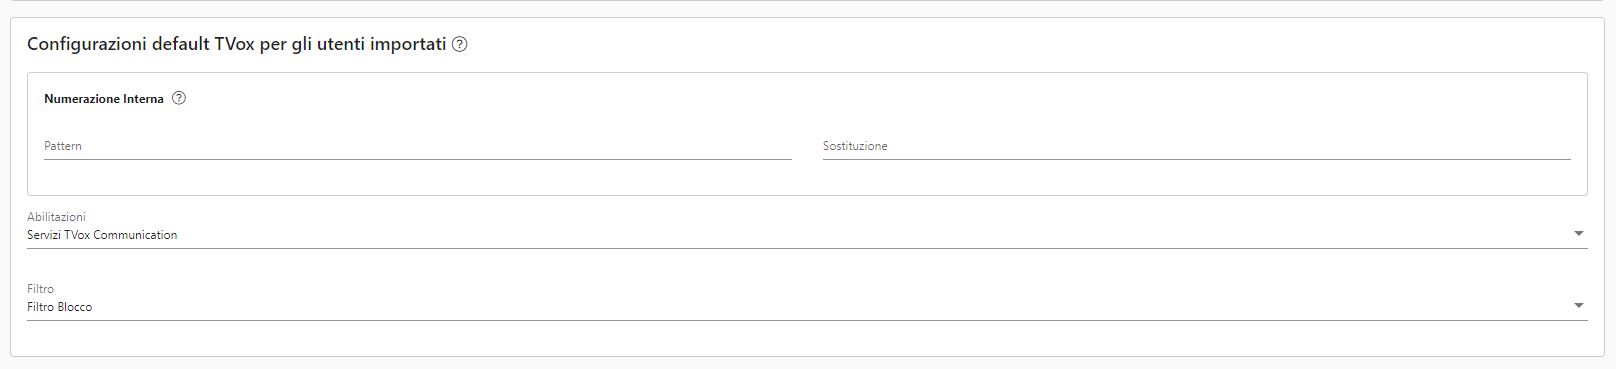 Configurazioni default TVox per gli utenti importati ?
Numerazione Interna ?
Pattern
Sostituzione
Abilitazioni
Servizi TVox Communication
Filtro
Filtro Blocco